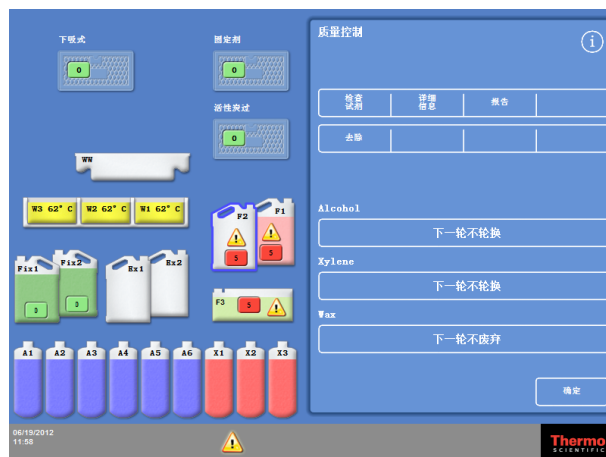 下吸式
固定剂
0
0
活性炭过
0
WW
W3 62° C
W2 62° C
W1 62° C
F2
F1
5
5
Fix1
Fix2
Ex1
Ex2
0
0
F3
5
A1
A2
A3
A4
A5
A6
X1
X2
X3
质量控制
i
检查
试剂
详细
信息
报告
去除
Alcohol
下一轮不轮换
Xylene
下一轮不轮换
Wax
下一轮不废弃
确定
06/19/2012
11:58
Thermo
SCIENTIFIC